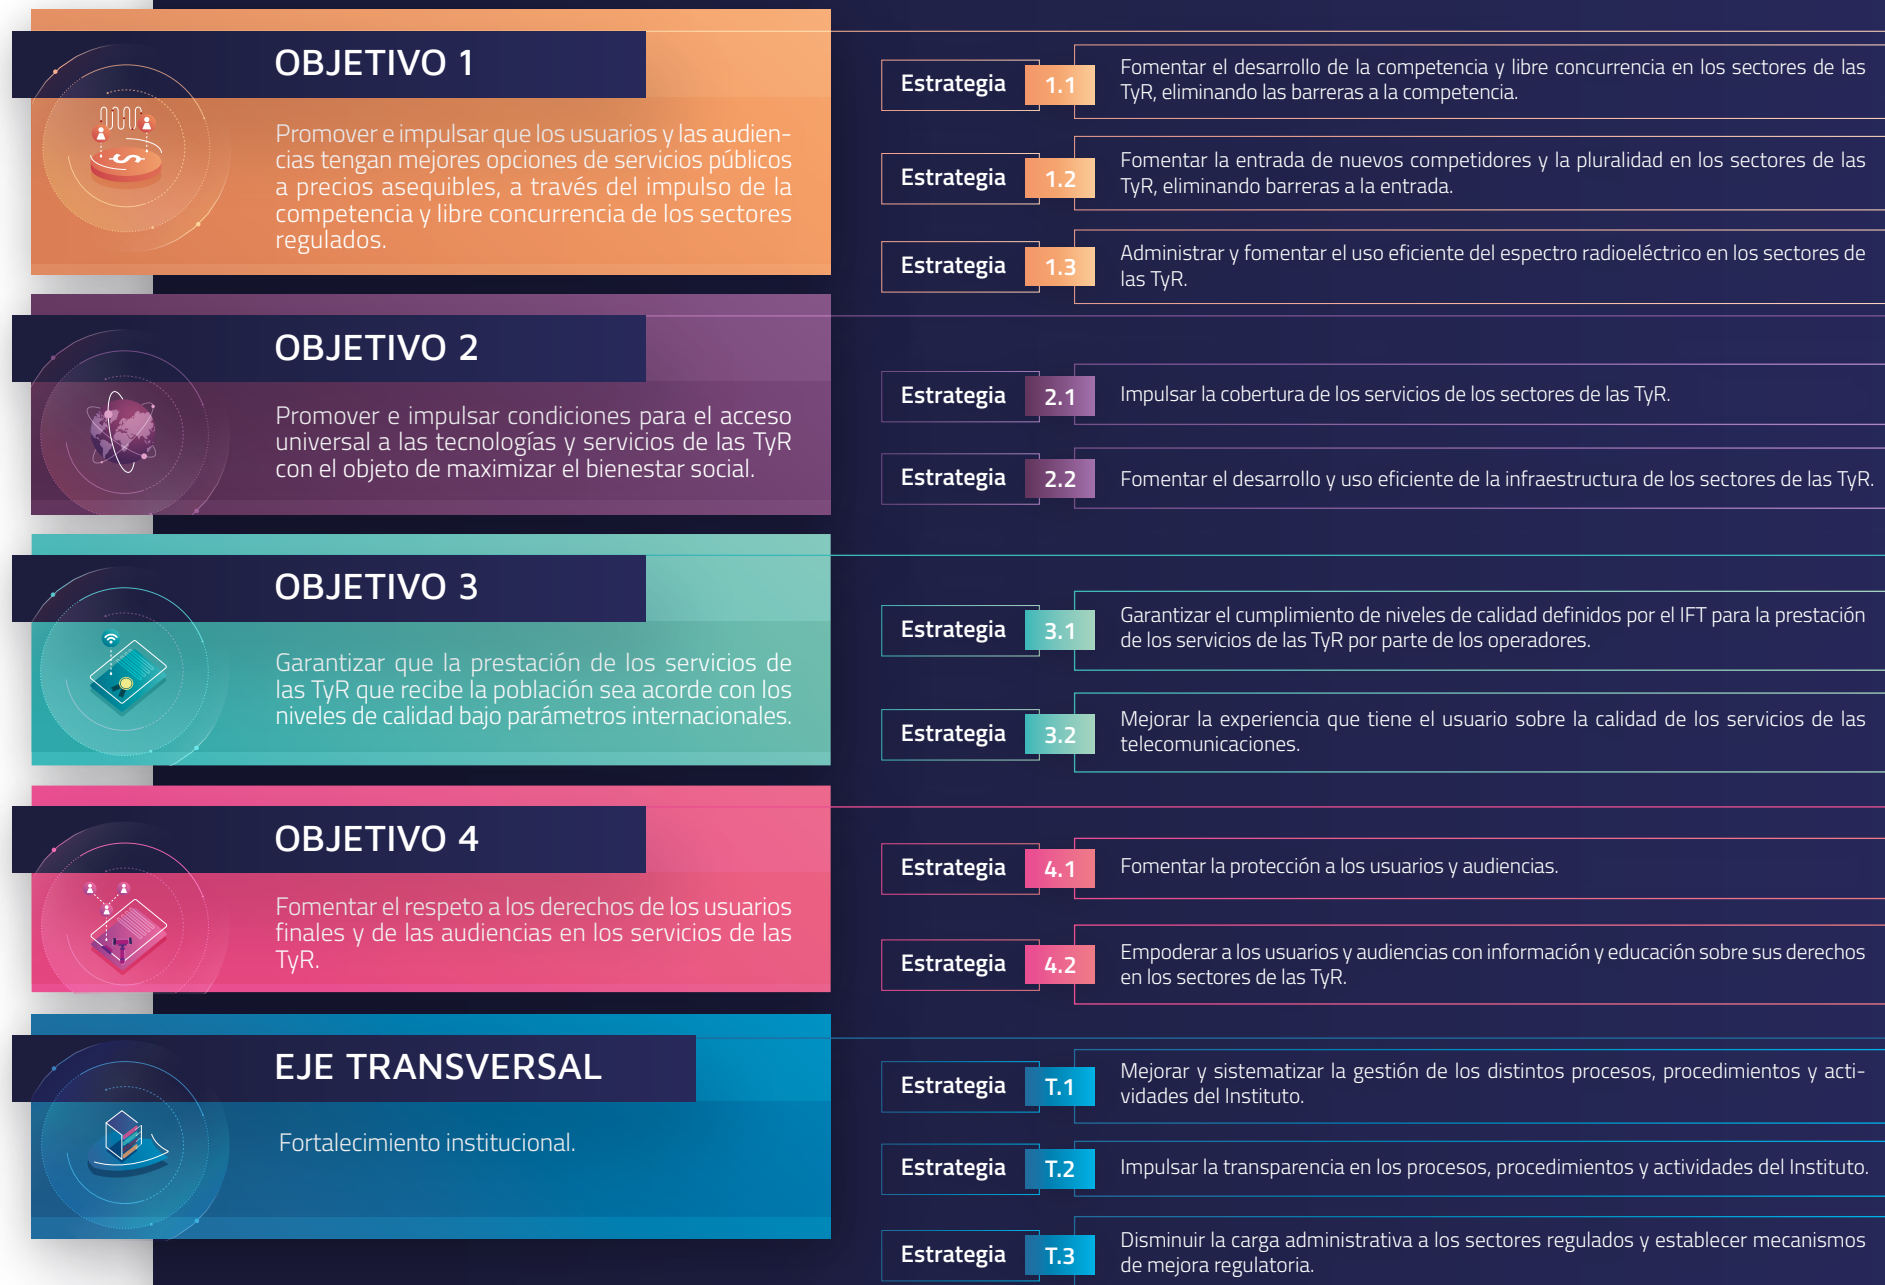 OBJETIVO 1
Promover e impulsar que los usuarios y las audien-
cias tengan mejores opciones de servicios públicos
a precios asequibles, a través del impulso de la
competencia y libre concurrencia de los sectores
regulados.
Estrategia 1.1
Fomentar el desarrollo de la competencia y libre concurrencia en los sectores de las
TyR, eliminando las barreras a la competencia.
Estrategia 1.2
Fomentar la entrada de nuevos competidores y la pluralidad en los sectores de las
TyR, eliminando barreras a la entrada.
Estrategia 1.3
Administrar y fomentar el uso eficiente del espectro radioeléctrico en los sectores de
las TyR.
OBJETIVO 2
Promover e impulsar condiciones para el acceso
universal a las tecnologías y servicios de las TyR
con el objeto de maximizar el bienestar social.
Estrategia 2.1
Impulsar la cobertura de los servicios de los sectores de las TyR.
Estrategia 2.2
Fomentar el desarrollo y uso eficiente de la infraestructura de los sectores de las TyR.
OBJETIVO 3
Garantizar que la prestación de los servicios de
las TyR que recibe la población sea acorde con los
niveles de calidad bajo parámetros internacionales.
Estrategia 3.1
Garantizar el cumplimiento de niveles de calidad definidos por el IFT para la prestación
de los servicios de las TyR por parte de los operadores.
Estrategia 3.2
Mejorar la experiencia que tiene el usuario sobre la calidad de los servicios de las
telecomunicaciones.
OBJETIVO 4
Fomentar el respeto a los derechos de los usuarios
finales y de las audiencias en los servicios de las
TyR.
Estrategia 4.1
Fomentar la protección a los usuarios y audiencias.
Estrategia 4.2
Empoderar a los usuarios y audiencias con información y educación sobre sus derechos
en los sectores de las TyR.
EJE TRANSVERSAL
Fortalecimiento institucional.
Estrategia T.1
Mejorar y sistematizar la gestión de los distintos procesos, procedimientos y acti-
vidades del Instituto.
Estrategia T.2
Impulsar la transparencia en los procesos, procedimientos y actividades del Instituto.
Estrategia T.3
Disminuir la carga administrativa a los sectores regulados y establecer mecanismos
de mejora regulatoria.